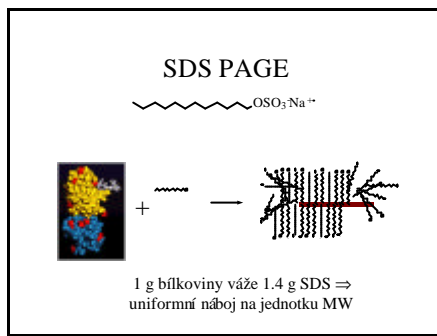 SDS PAGE
OSO₃⁻Na⁺
+
1 g bílkoviny váže 1.4 g SDS ⇒
uniformní náboj na jednotku MW